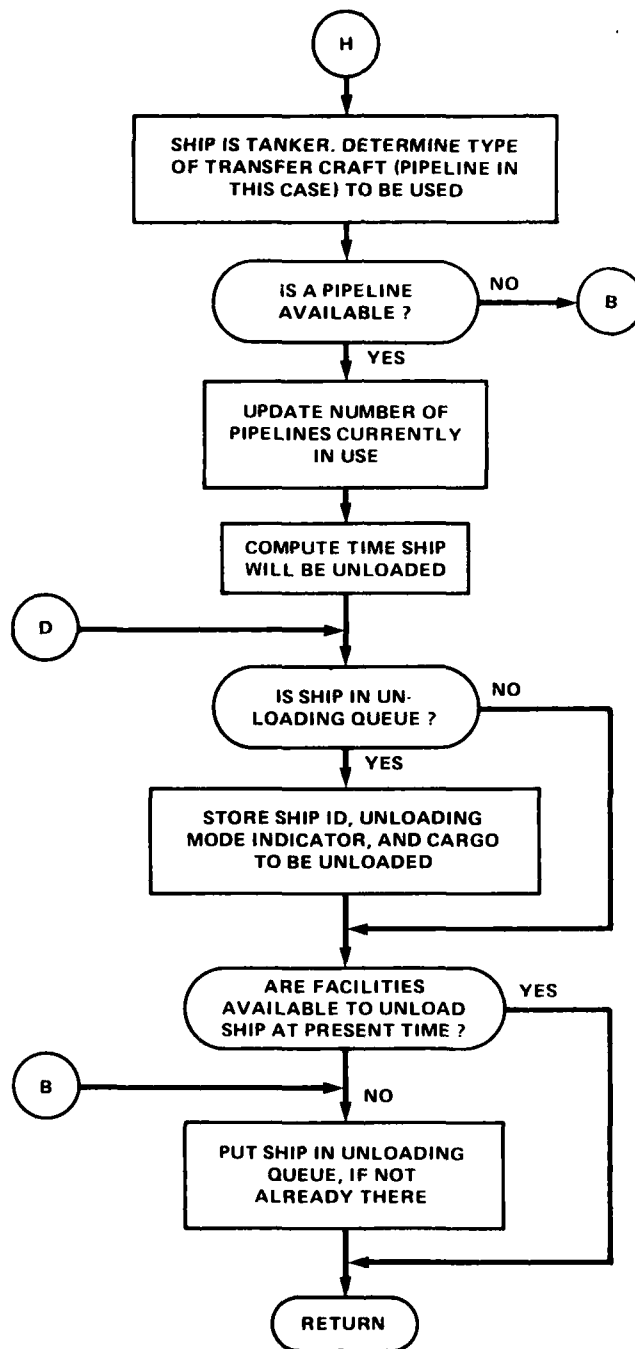 H
SHIP IS TANKER. DETERMINE TYPE
OF TRANSFER CRAFT (PIPELINE IN
THIS CASE) TO BE USED
IS A PIPELINE
AVAILABLE ?
NO
B
YES
UPDATE NUMBER OF
PIPELINES CURRENTLY
IN USE
COMPUTE TIME SHIP
WILL BE UNLOADED
D
IS SHIP IN UN-
LOADING QUEUE ?
NO
YES
STORE SHIP ID, UNLOADING
MODE INDICATOR, AND CARGO
TO BE UNLOADED
ARE FACILITIES
AVAILABLE TO UNLOAD
SHIP AT PRESENT TIME ?
YES
B
NO
PUT SHIP IN UNLOADING
QUEUE, IF NOT
ALREADY THERE
RETURN